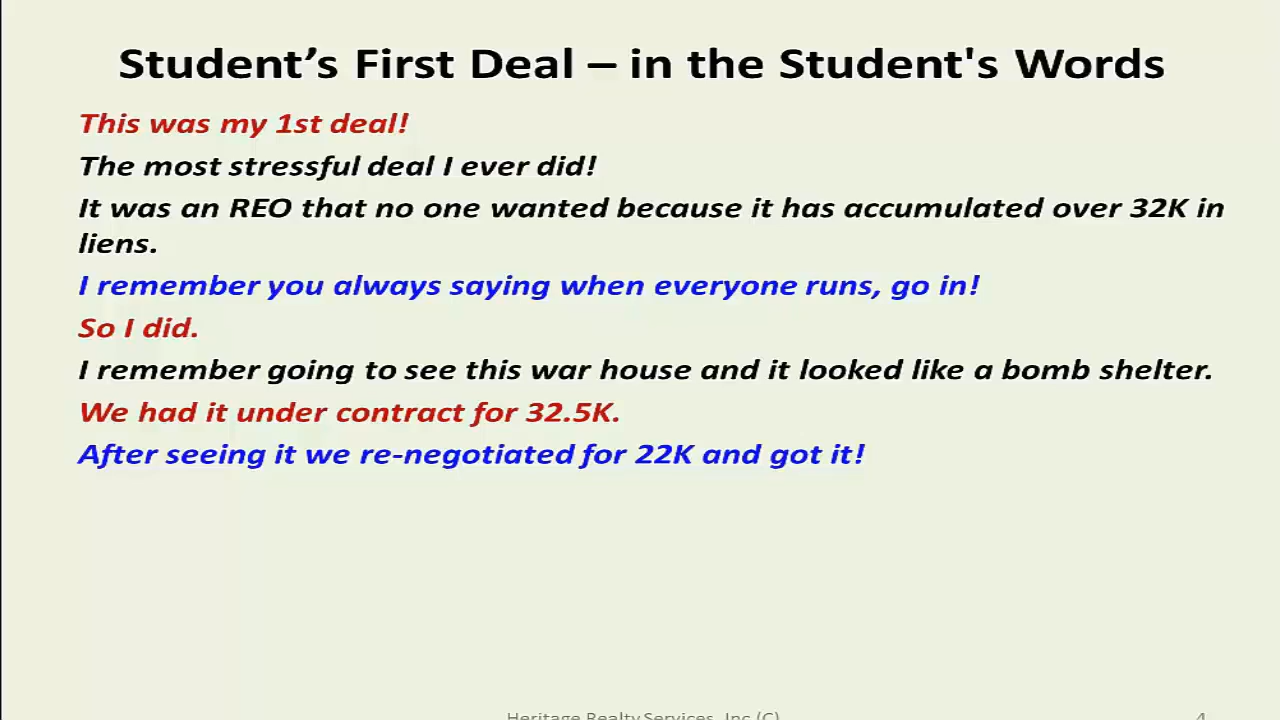 Student’s First Deal – in the Student's Words
This was my 1st deal!
The most stressful deal I ever did!
It was an REO that no one wanted because it has accumulated over 32K in
liens.
I remember you always saying when everyone runs, go in!
So I did.
I remember going to see this war house and it looked like a bomb shelter.
We had it under contract for 32.5K.
After seeing it we re-negotiated for 22K and got it!
Heritage Realty Services, Inc (C)
4